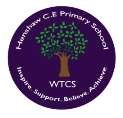 Henshaw C.E Primary School
WTCS
Inspire. Support. Believe. Achieve